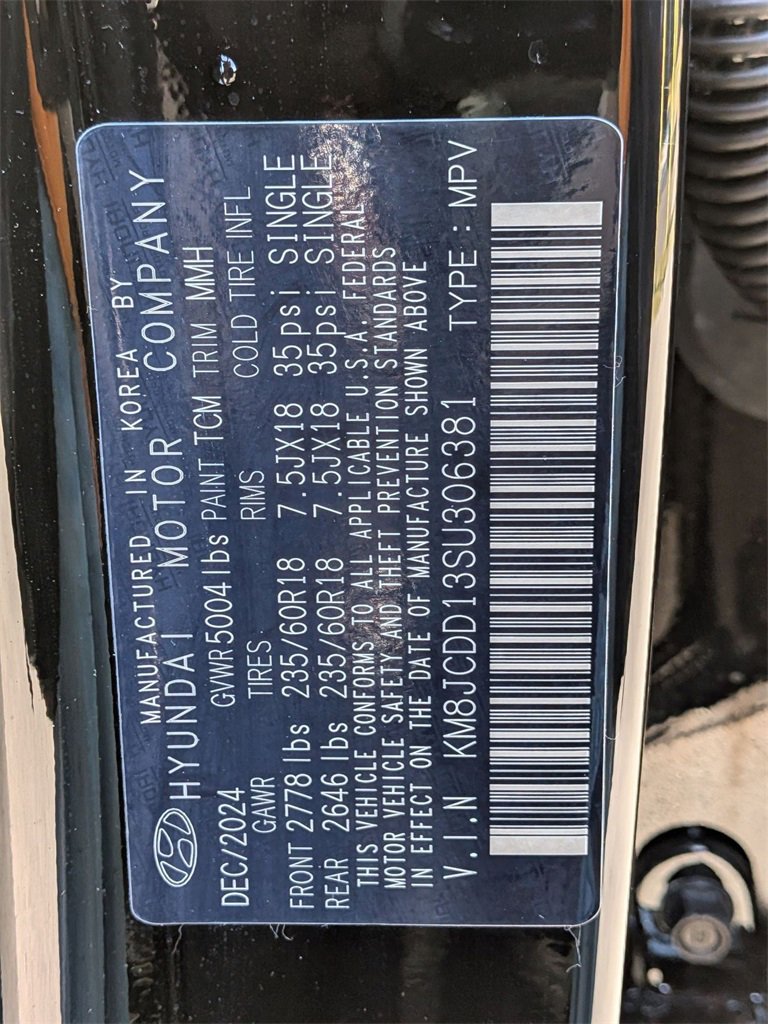 MANUFACTURED IN KOREA BY
HYUNDAI MOTOR COMPANY
DEC/2024 GVWR 5004 lbs PAINT TCM TRIM MMH
GAWR TIRES RIMS COLD TIRE INFL
FRONT 2778 lbs 235/60R18 7.5JX18 35psi SINGLE
REAR 2646 lbs 235/60R18 7.5JX18 35psi SINGLE
THIS VEHICLE CONFORMS TO ALL APPLICABLE U.S.A. FEDERAL
MOTOR VEHICLE SAFETY AND THEFT PREVENTION STANDARDS
IN EFFECT ON THE DATE OF MANUFACTURE SHOWN ABOVE
V.I.N KM8JCDD13SU306381 TYPE : MPV